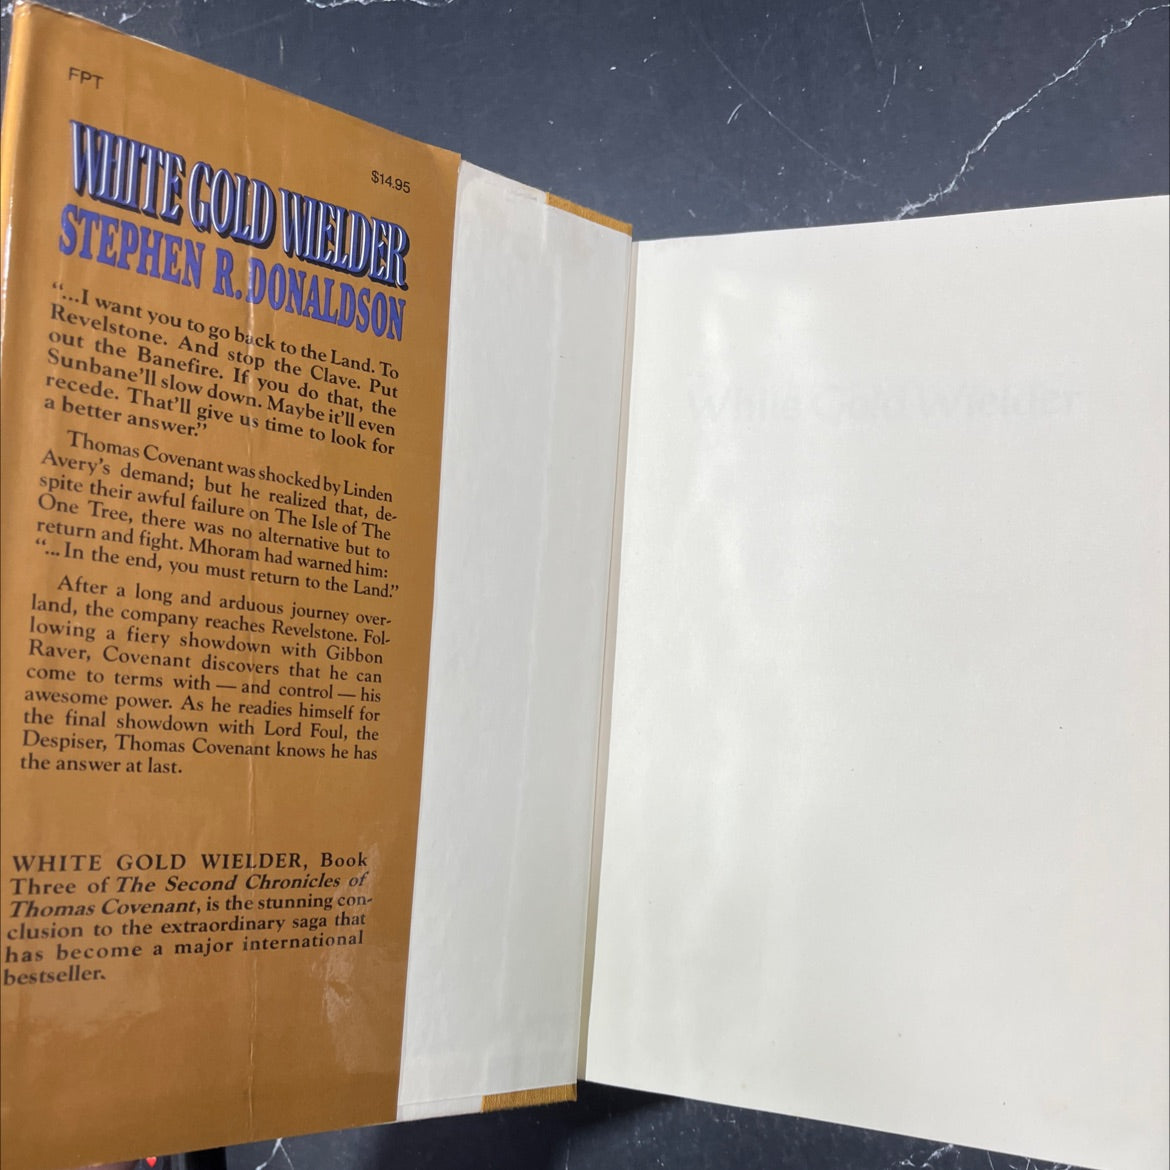 FPT
$14.95
WHITE GOLD WIELDER
STEPHEN R. DONALDSON
“...I want you to go back to the Land. To
Revelstone. And stop the Clave. Put
out the Banefire. If you do that, the
Sunbane'll slow down. Maybe it'll even
recede. That'll give us time to look for
a better answer.”
Thomas Covenant was shocked by Linden
Avery's demand; but he realized that, de-
spite their awful failure on The Isle of The
One Tree, there was no alternative but to
return and fight. Mhoram had warned him:
“...In the end, you must return to the Land.”
After a long and arduous journey over-
land, the company reaches Revelstone. Fol-
lowing a fiery showdown with Gibbon
Raver, Covenant discovers that he can
come to terms with — and control — his
awesome power. As he readies himself for
the final showdown with Lord Foul, the
Despiser, Thomas Covenant knows he has
the answer at last.
WHITE GOLD WIELDER, Book
Three of The Second Chronicles of
Thomas Covenant, is the stunning con-
clusion to the extraordinary saga that
has become a major international
bestseller.
White Gold Wielder